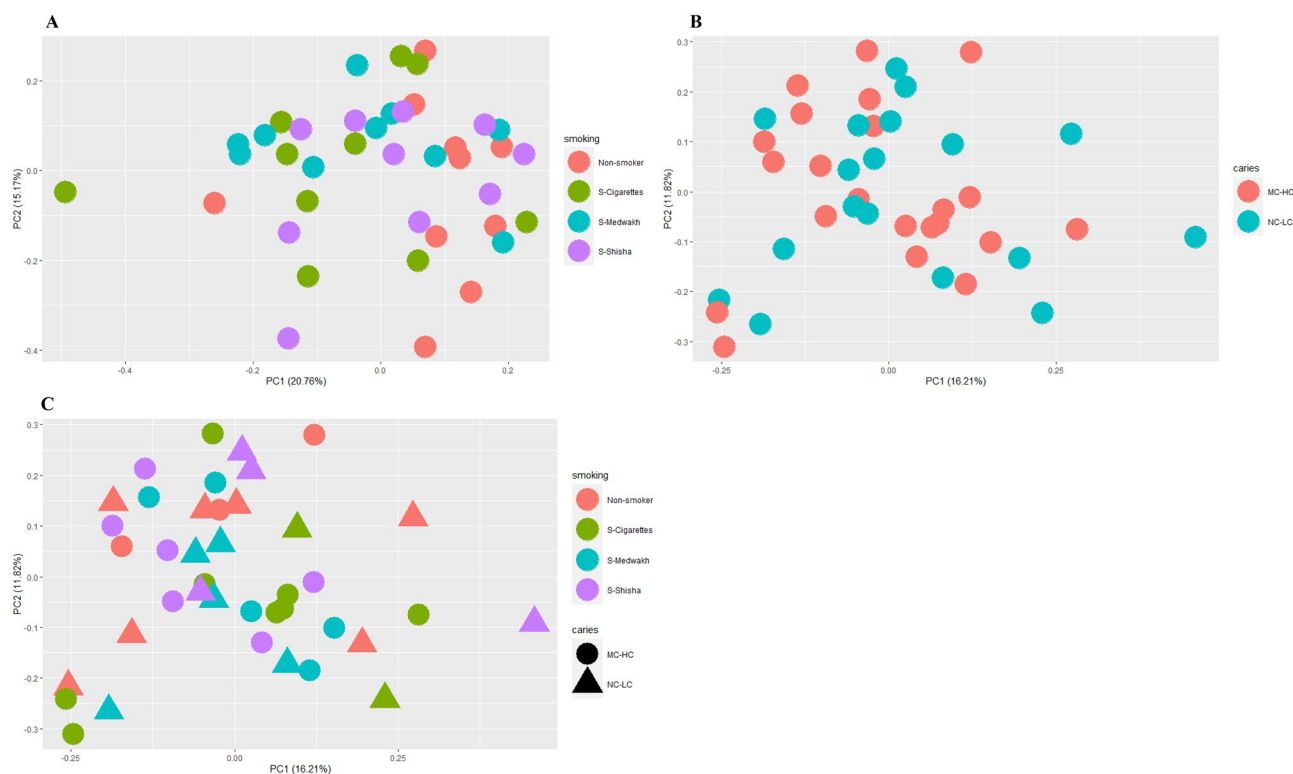 A
0.2
0.0
-0.2
-0.4
PC2 (15.17%)
-0.4
-0.2
0.0
0.2
PC1 (20.76%)
smoking
Non-smoker
S-Cigarettes
S-Medwakh
S-Shisha
B
0.3
0.2
0.1
0.0
-0.1
-0.2
-0.3
PC2 (11.82%)
-0.25
0.00
0.25
PC1 (16.21%)
caries
MC-HC
NC-LC
C
0.3
0.2
0.1
0.0
-0.1
-0.2
-0.3
PC2 (11.82%)
-0.25
0.00
0.25
PC1 (16.21%)
smoking
Non-smoker
S-Cigarettes
S-Medwakh
S-Shisha
caries
MC-HC
NC-LC